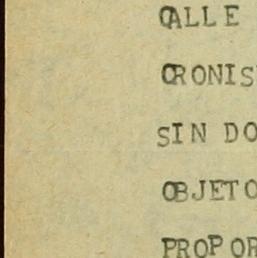 CALLE
CRONIS
SIN DO
OBJETO
PROPOR